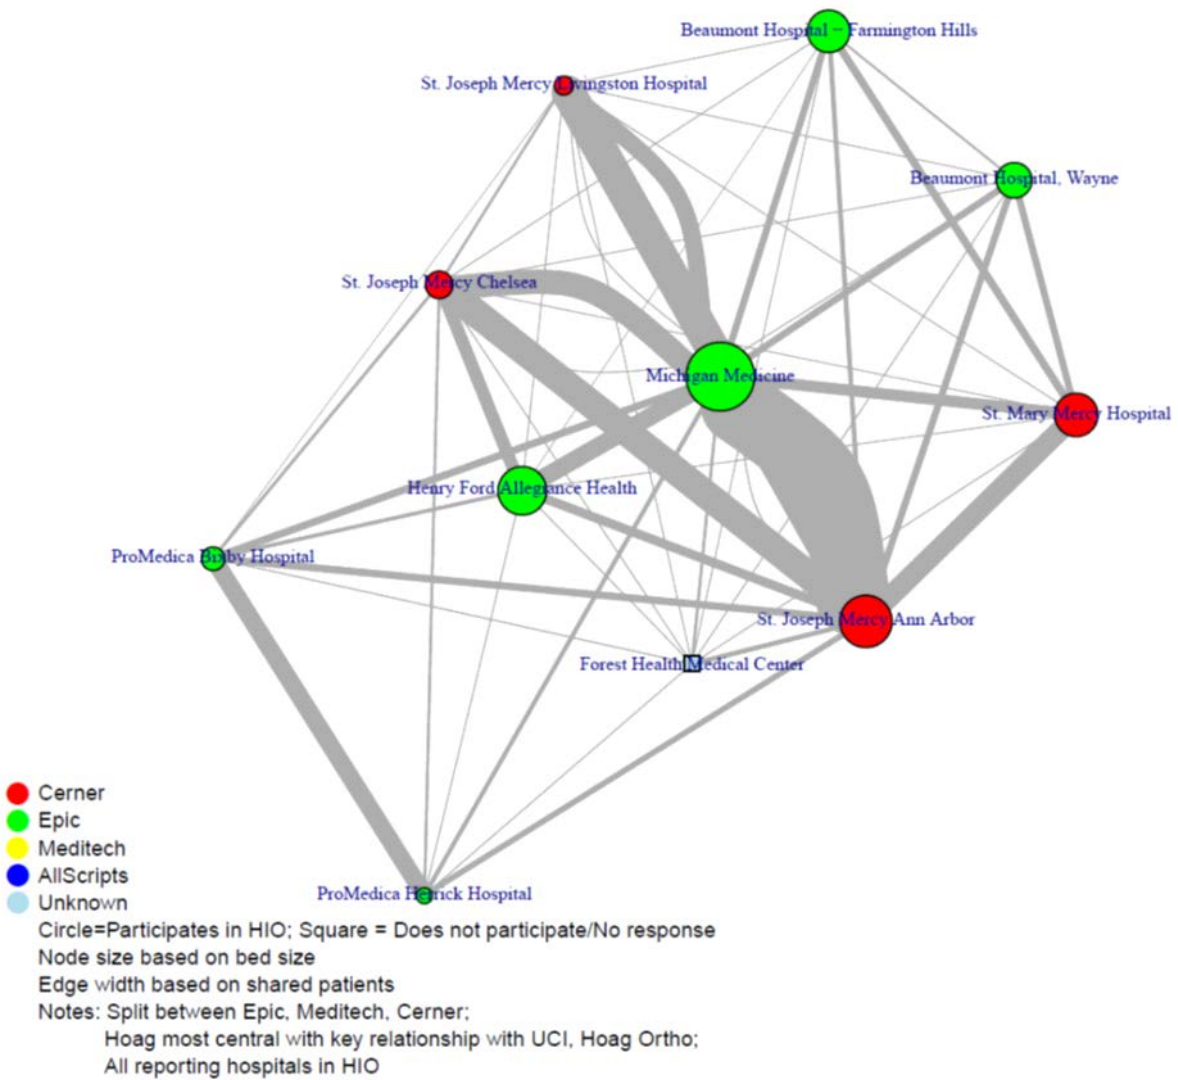 Beaumont Hospital − Farmington Hills
St. Joseph Mercy Livingston Hospital
Beaumont Hospital, Wayne
St. Joseph Mercy Chelsea
Michigan Medicine
St. Mary Mercy Hospital
Henry Ford Allegiance Health
ProMedica Bixby Hospital
St. Joseph Mercy Ann Arbor
Forest Health Medical Center
ProMedica Herrick Hospital
Cerner
Epic
Meditech
AllScripts
Unknown
Circle=Participates in HIO; Square = Does not participate/No response
Node size based on bed size
Edge width based on shared patients
Notes: Split between Epic, Meditech, Cerner;
Hoag most central with key relationship with UCI, Hoag Ortho;
All reporting hospitals in HIO